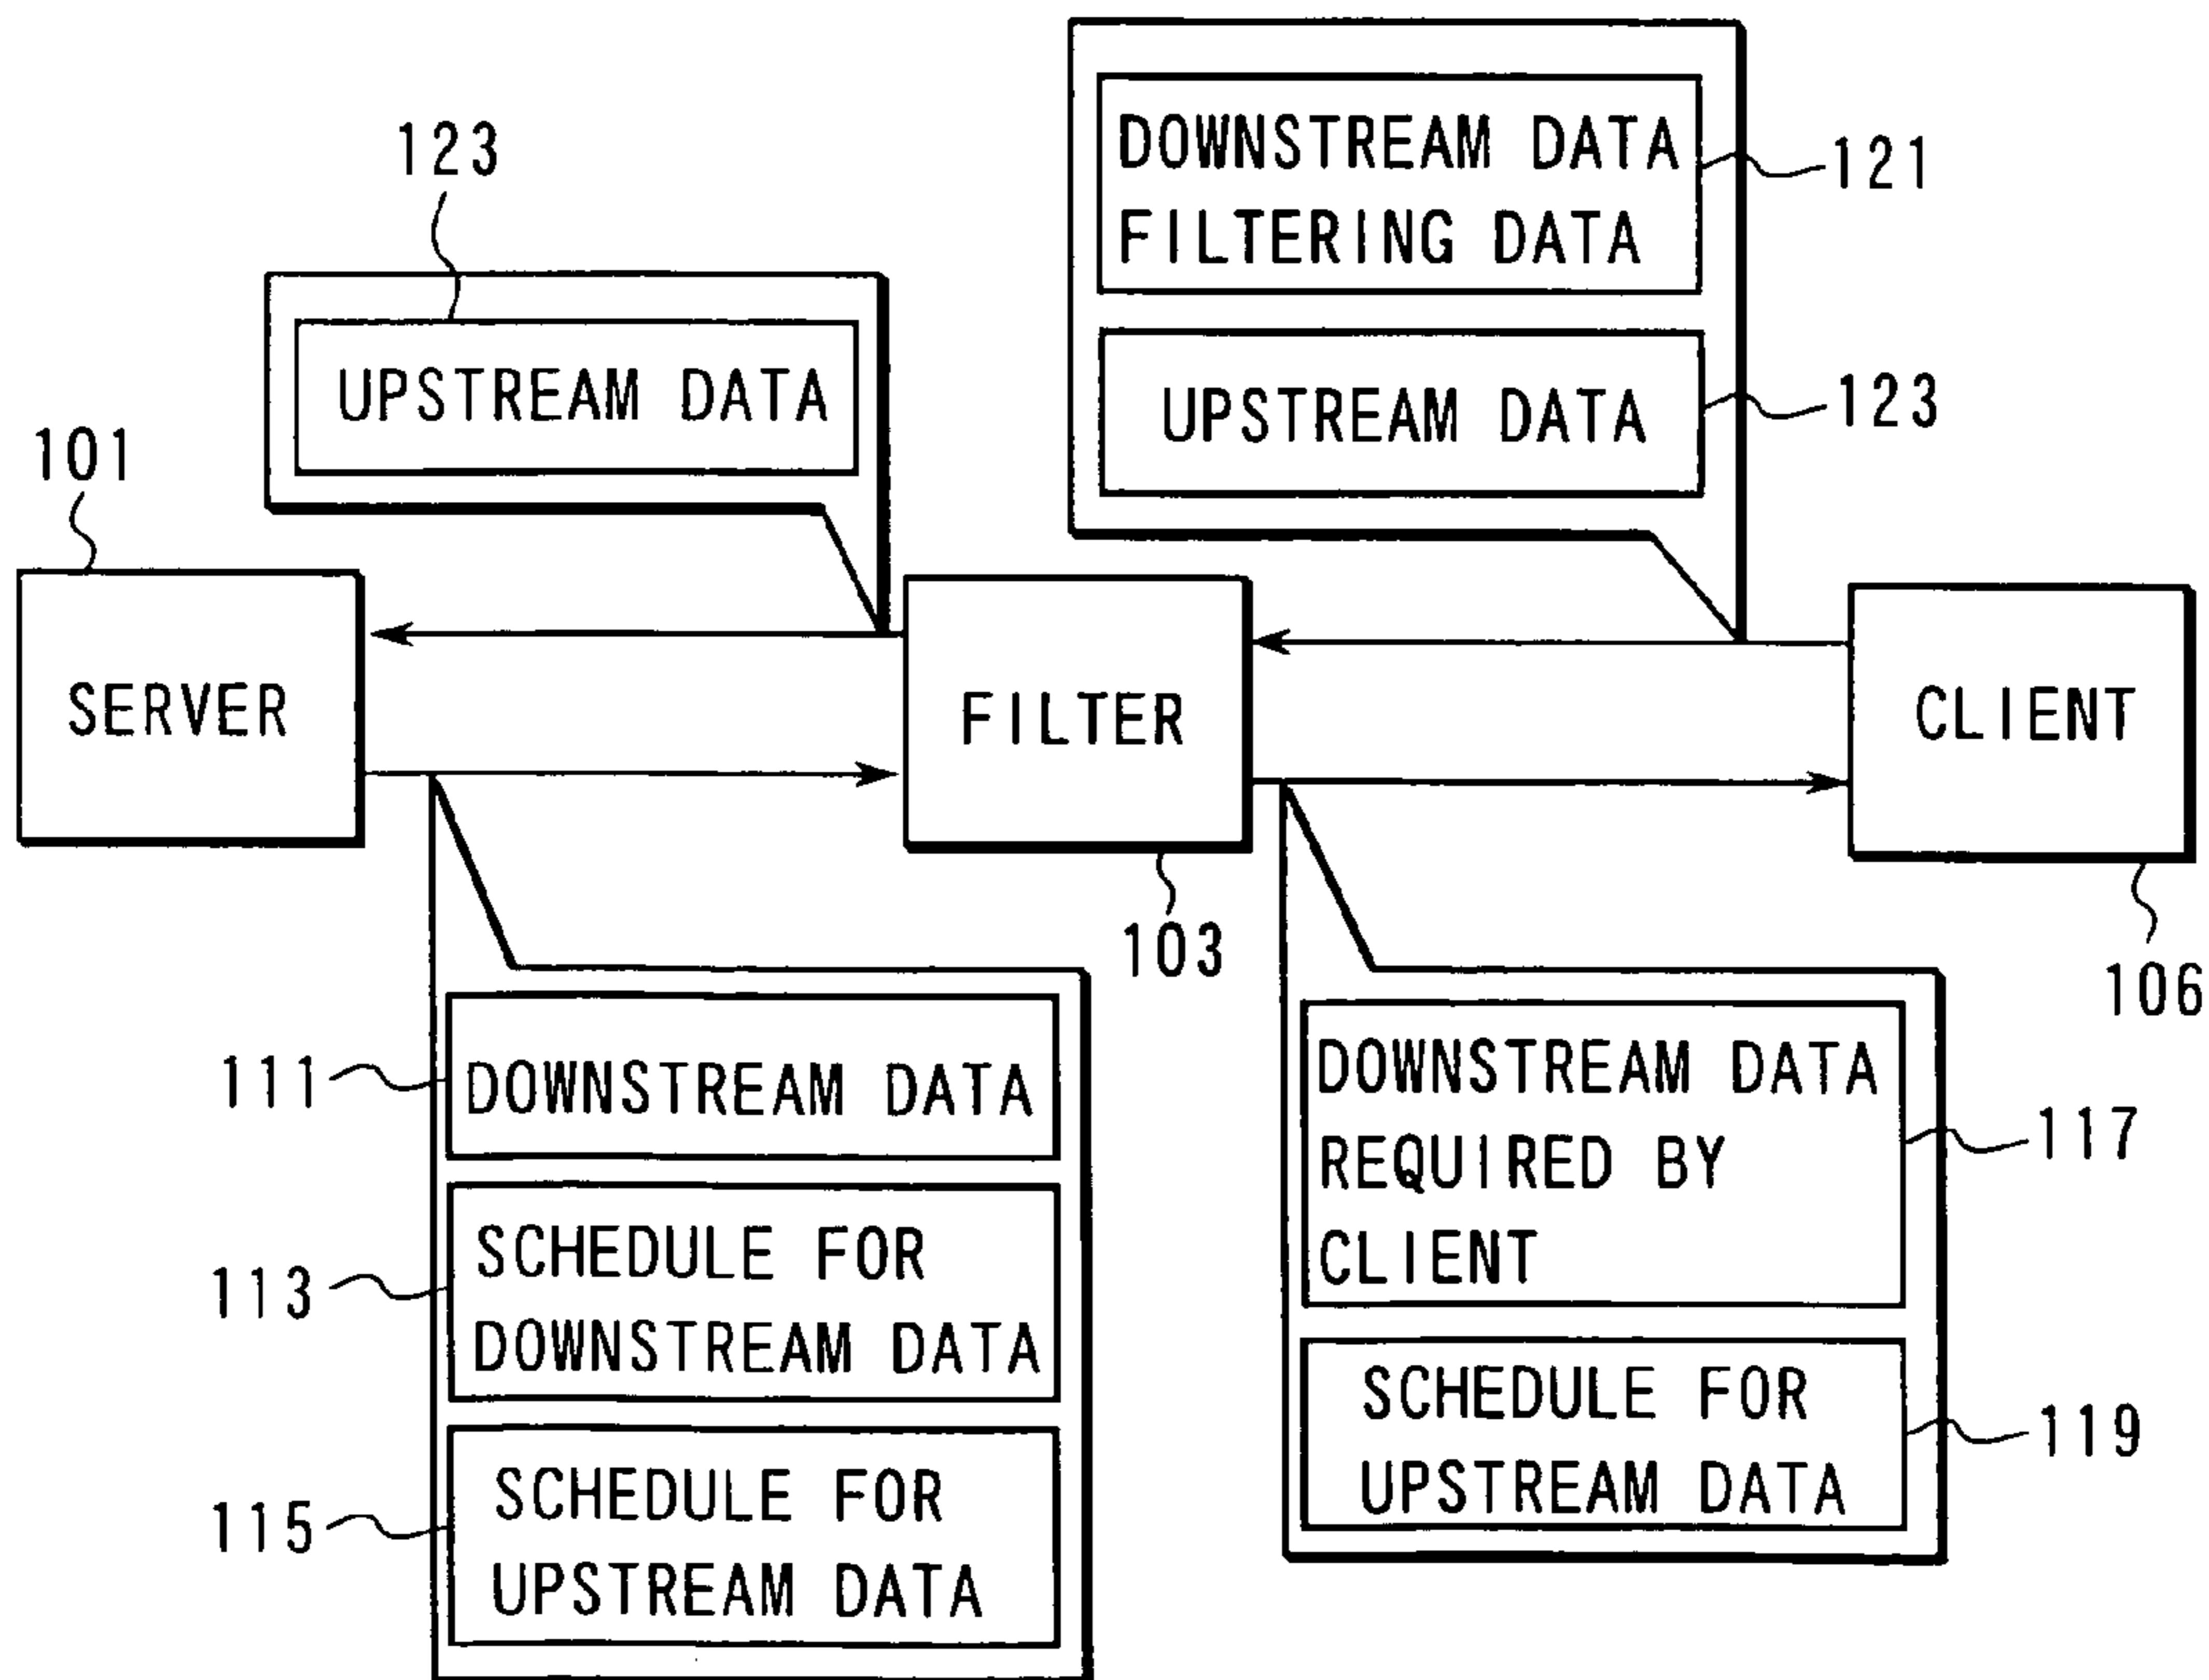 123
UPSTREAM DATA
DOWNSTREAM DATA
FILTERING DATA
121
UPSTREAM DATA
123
101
SERVER
FILTER
CLIENT
103
106
111
DOWNSTREAM DATA
113
SCHEDULE FOR
DOWNSTREAM DATA
115
SCHEDULE FOR
UPSTREAM DATA
DOWNSTREAM DATA
REQUIRED BY
CLIENT
117
SCHEDULE FOR
UPSTREAM DATA
119